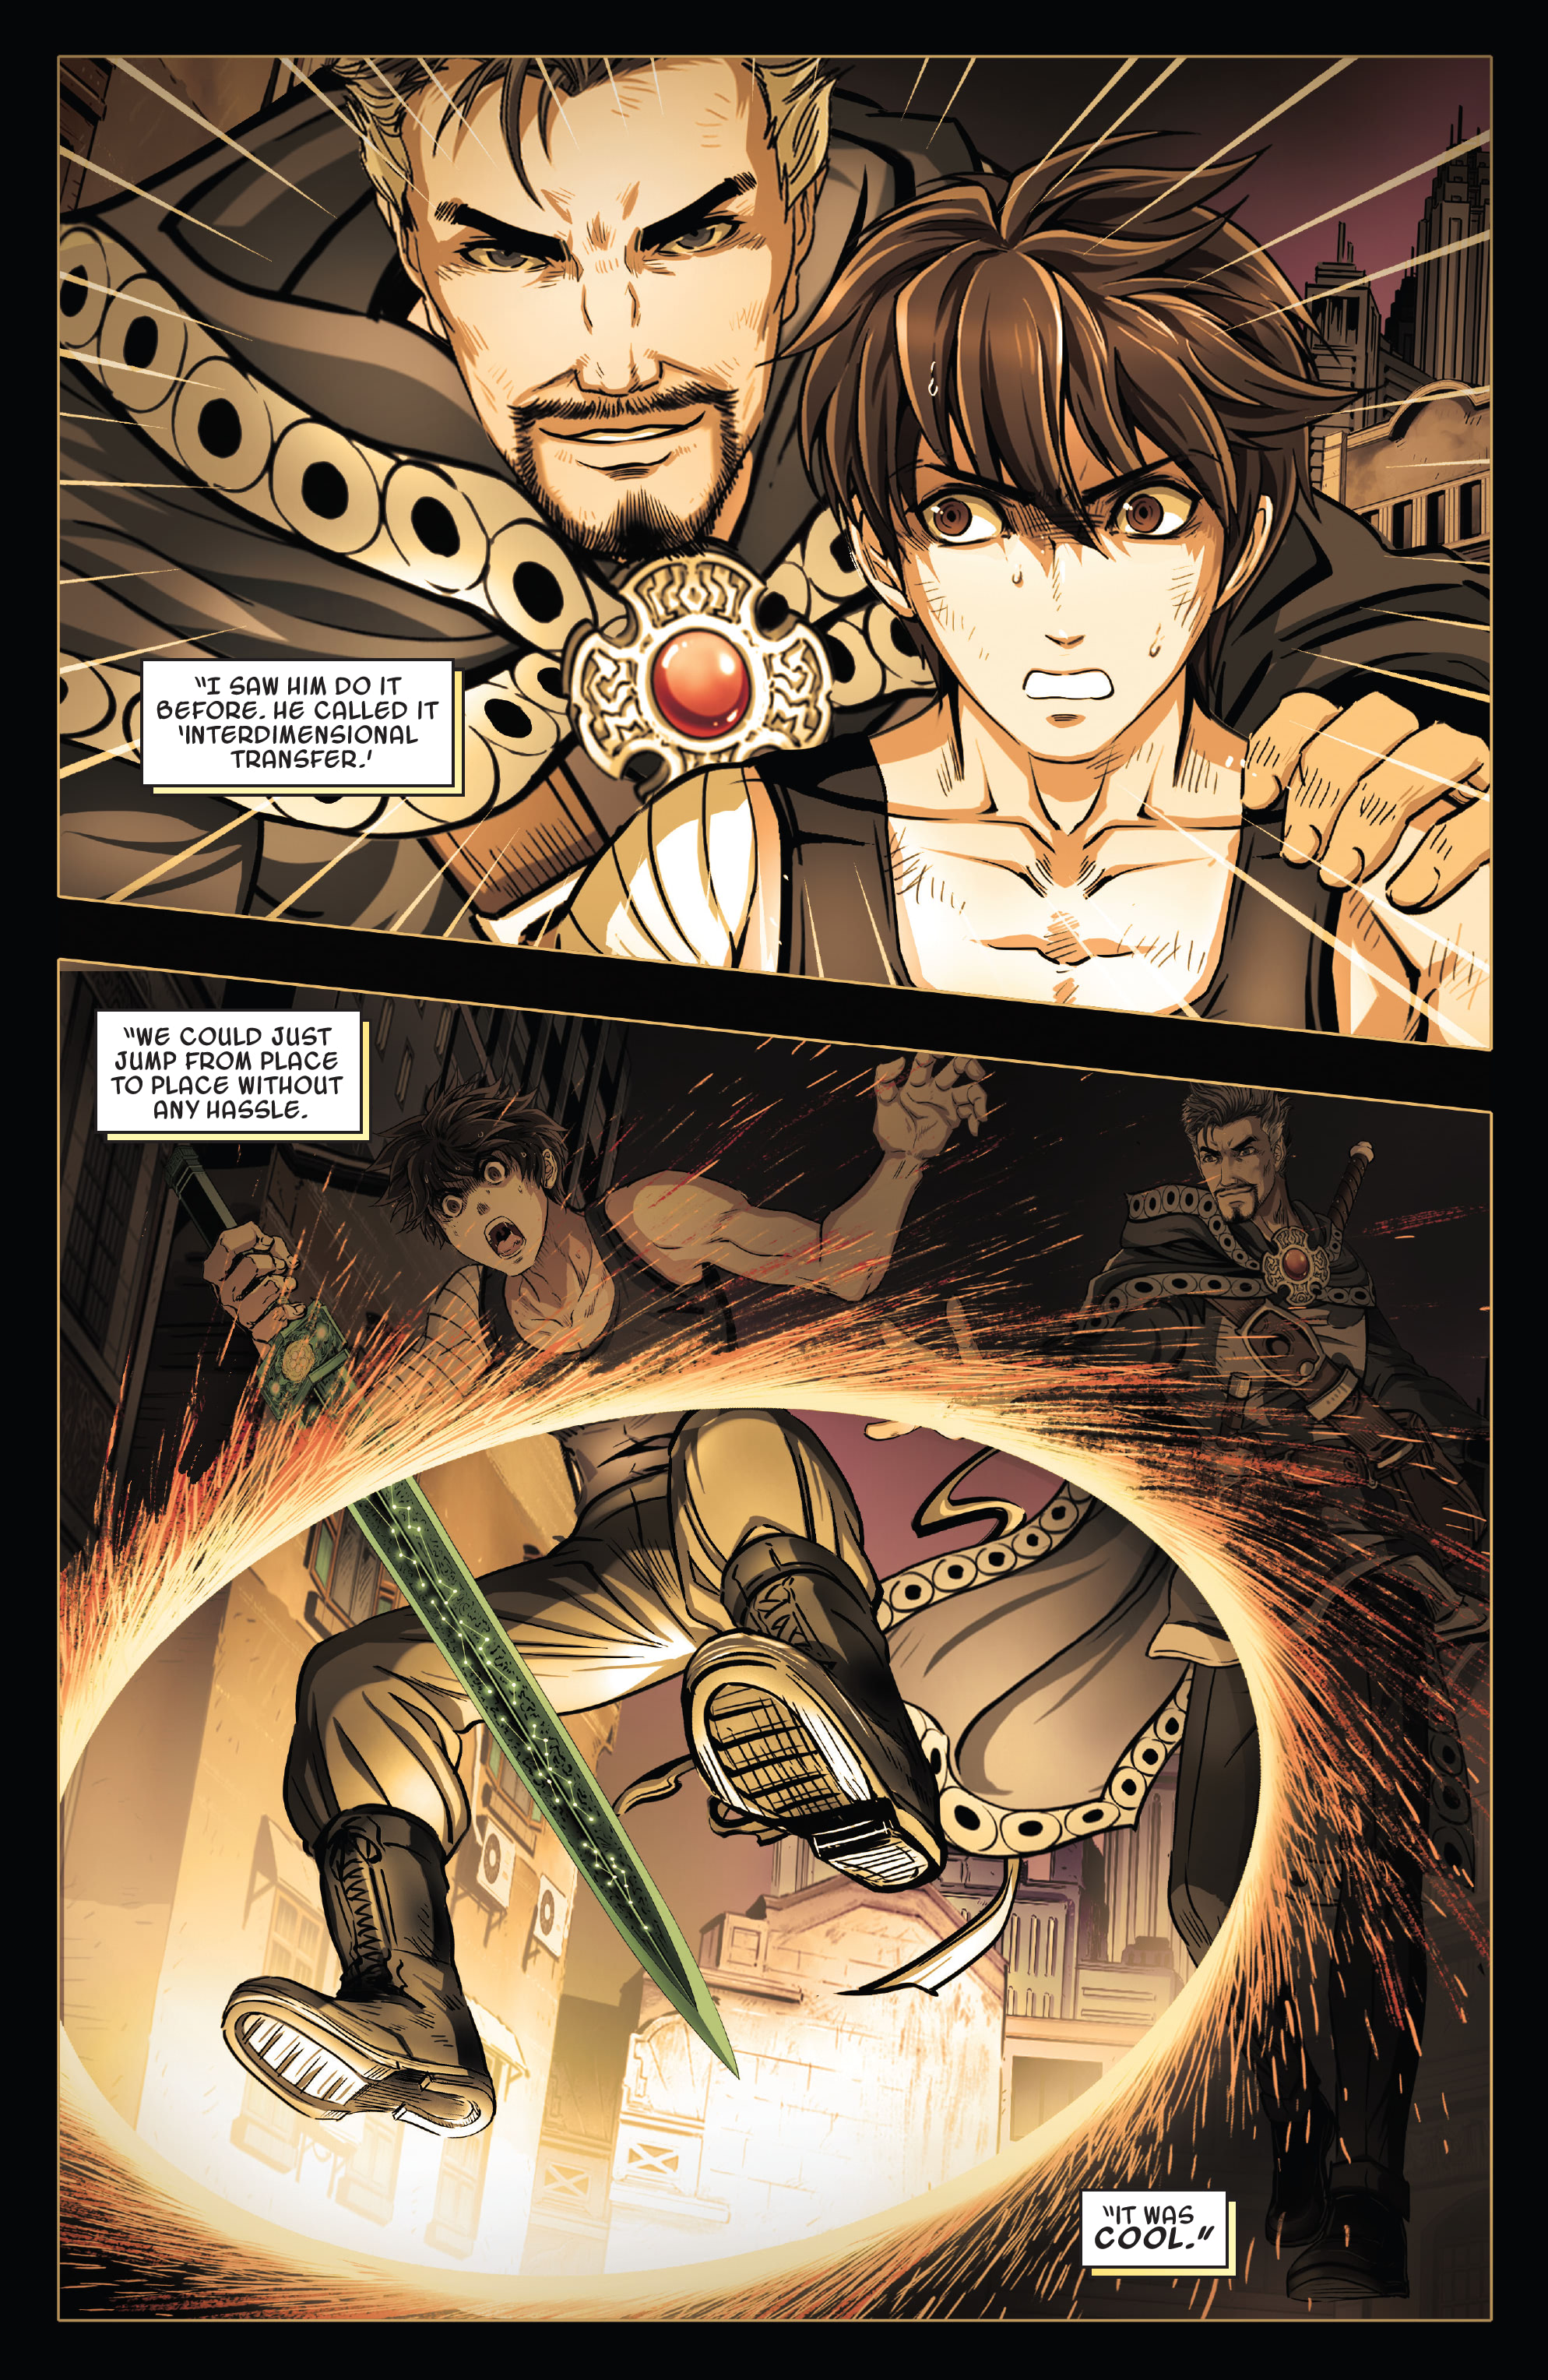 "I SAW HIM DO IT
BEFORE. HE CALLED IT
'INTERDIMENSIONAL
TRANSFER.'
"WE COULD JUST
JUMP FROM PLACE
TO PLACE WITHOUT
ANY HASSLE.
"IT WAS
COOL."